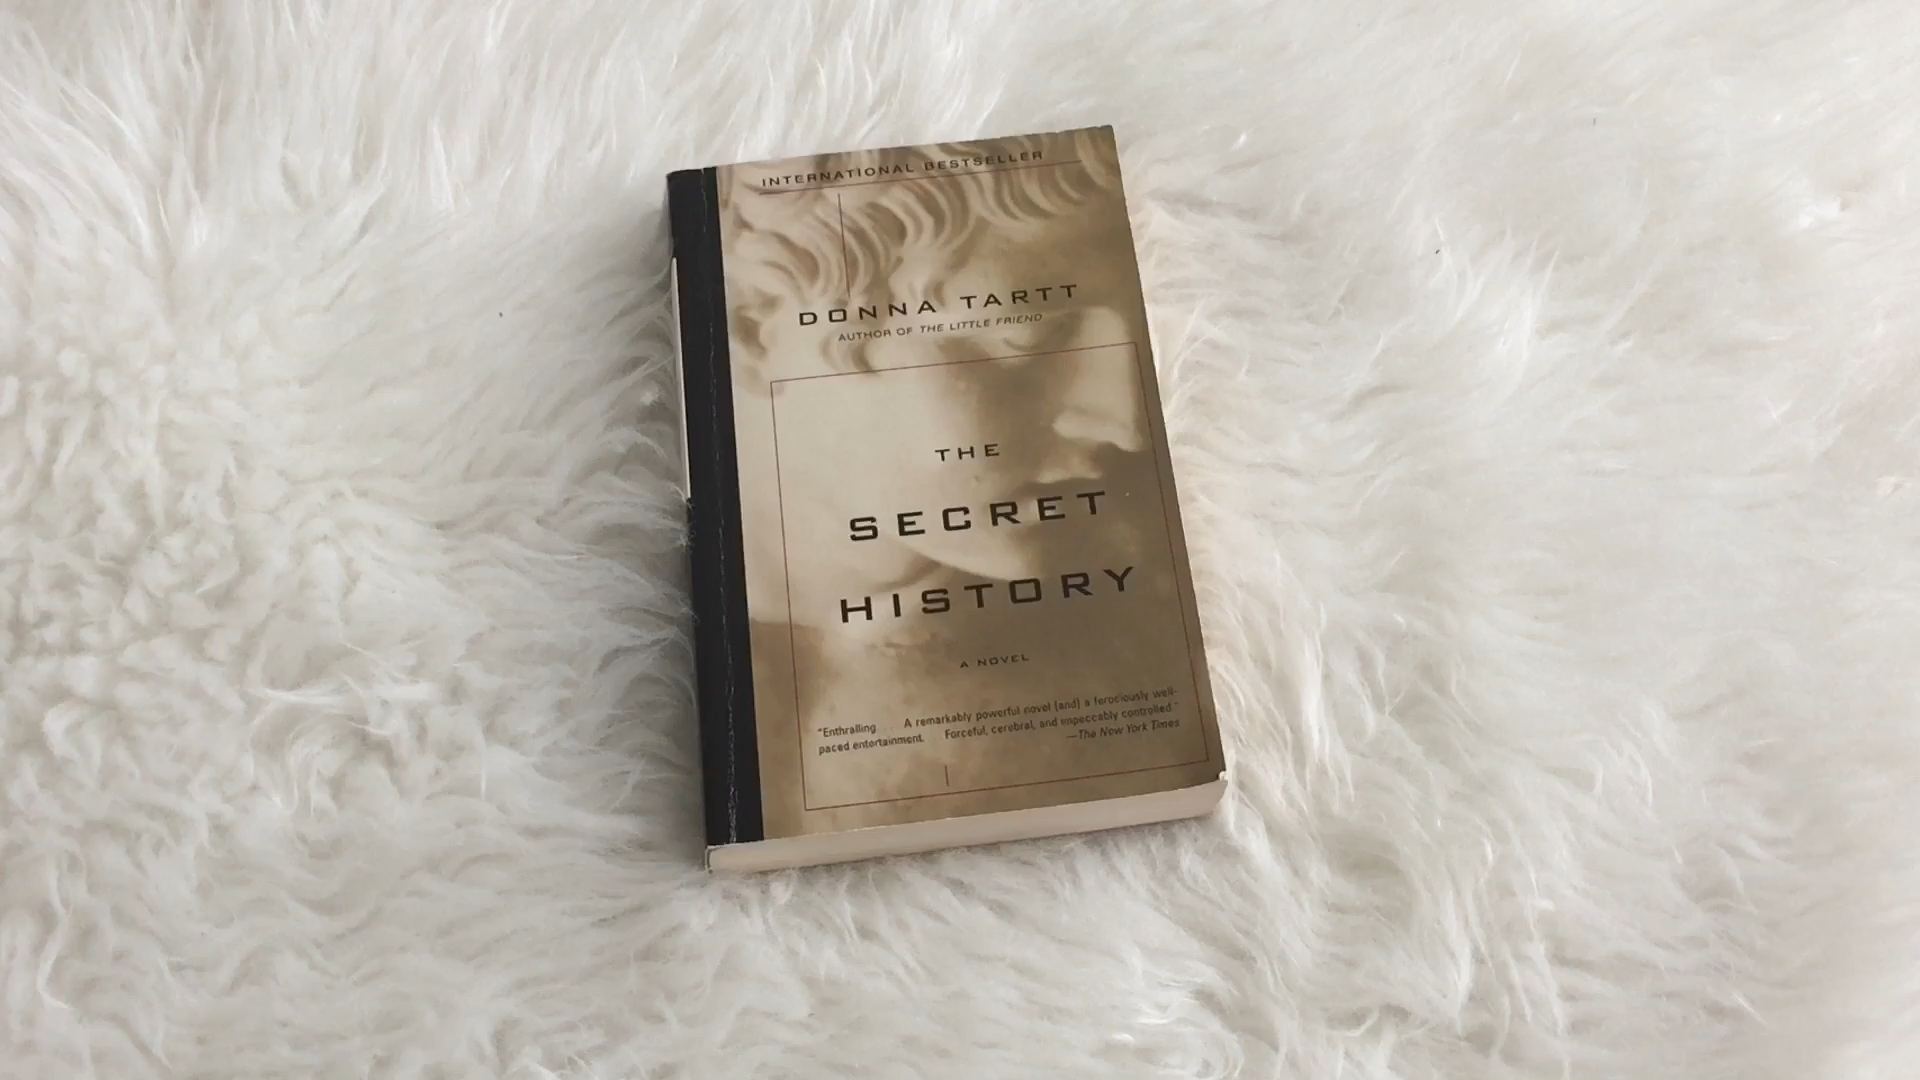 INTERNATIONAL BESTSELLER
DONNA TARTT
AUTHOR OF THE LITTLE FRIEND
THE
SECRET
HISTORY
A NOVEL
"Enthralling. . . . A remarkably powerful novel [and] a ferociously well-
paced entertainment. . . . Forceful, cerebral, and impeccably controlled."
—The New York Times